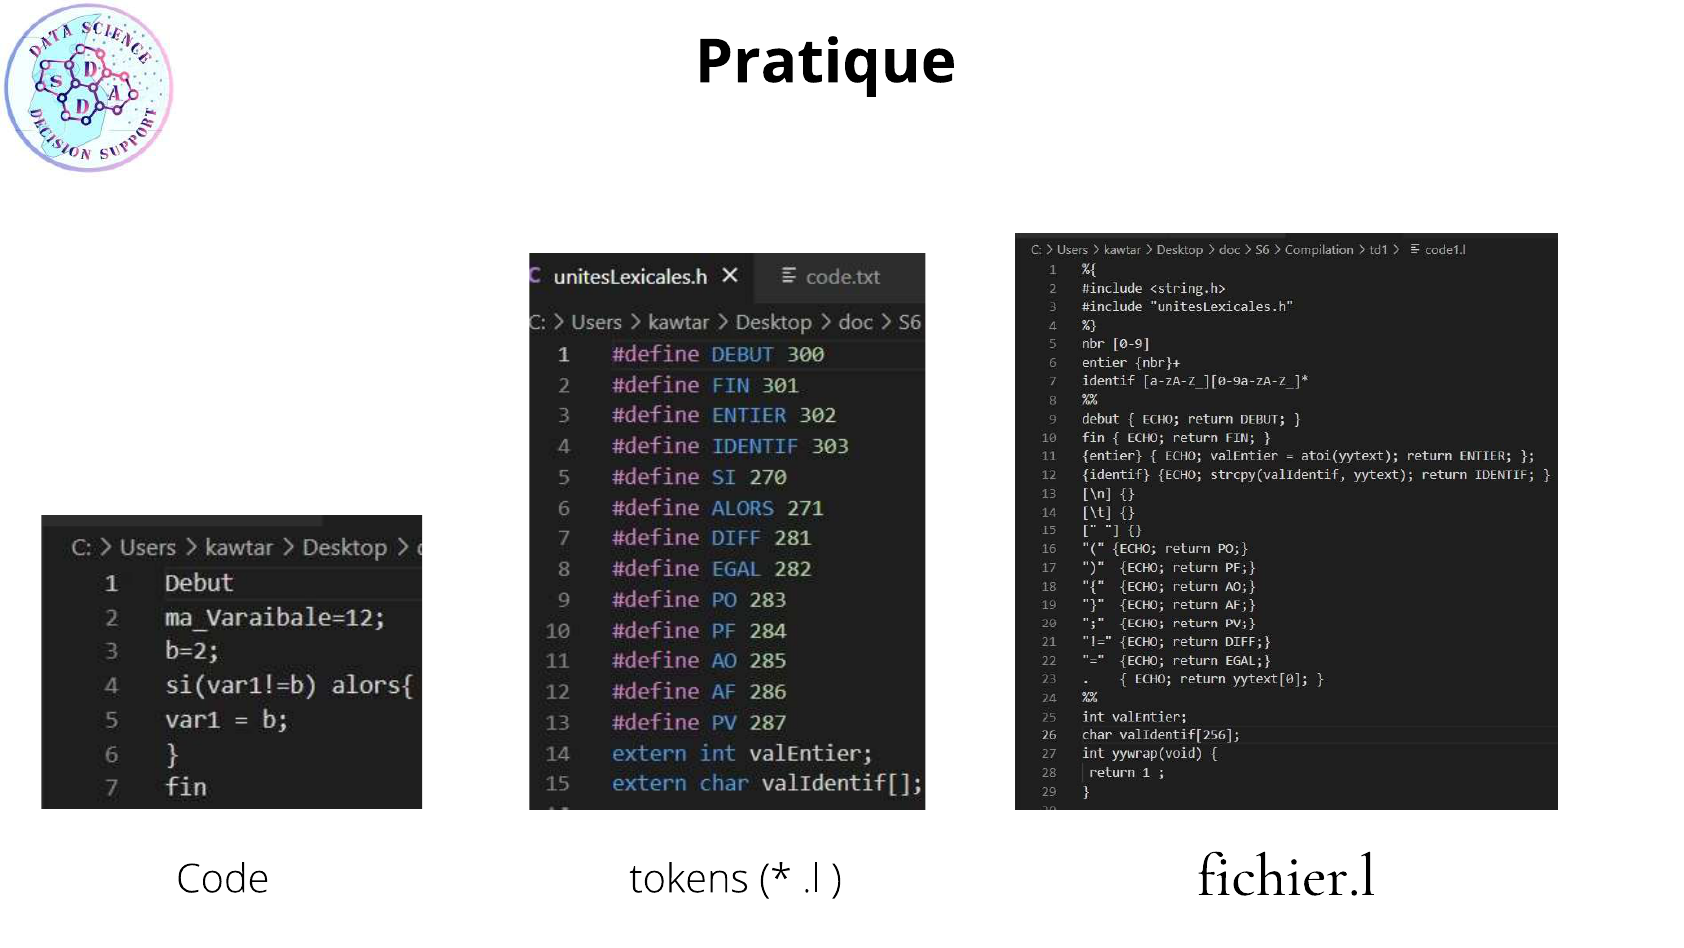 DATA SCIENCE
S D A D
DECISION SUPPORT
Pratique
C: > Users > kawtar > Desktop >
1 Debut
2 ma_Varaibale=12;
3 b=2;
4 si(var1!=b) alors{
5 var1 = b;
6 }
7 fin
Code
C unitesLexicales.h × code.txt
C: > Users > kawtar > Desktop > doc > S6
1 #define DEBUT 300
2 #define FIN 301
3 #define ENTIER 302
4 #define IDENTIF 303
5 #define SI 270
6 #define ALORS 271
7 #define DIFF 281
8 #define EGAL 282
9 #define PO 283
10 #define PF 284
11 #define AO 285
12 #define AF 286
13 #define PV 287
14 extern int valEntier;
15 extern char valIdentif[];
tokens (* .l )
C: > Users > kawtar > Desktop > doc > S6 > Compilation > td1 > code1.l
1 %{
2 #include <string.h>
3 #include "unitesLexicales.h"
4 %}
5 nbr [0-9]
6 entier {nbr}+
7 identif [a-zA-Z_][0-9a-zA-Z_]*
8 %%
9 debut { ECHO; return DEBUT; }
10 fin { ECHO; return FIN; }
11 {entier} { ECHO; valEntier = atoi(yytext); return ENTIER; };
12 {identif} {ECHO; strcpy(valIdentif, yytext); return IDENTIF; }
13 [\n] {}
14 [\t] {}
15 [" "] {}
16 "(" {ECHO; return PO;}
17 ")" {ECHO; return PF;}
18 "{" {ECHO; return AO;}
19 "}" {ECHO; return AF;}
20 ";" {ECHO; return PV;}
21 "!=" {ECHO; return DIFF;}
22 "=" {ECHO; return EGAL;}
23 . { ECHO; return yytext[0]; }
24 %%
25 int valEntier;
26 char valIdentif[256];
27 int yywrap(void) {
28 return 1 ;
29 }
fichier.l